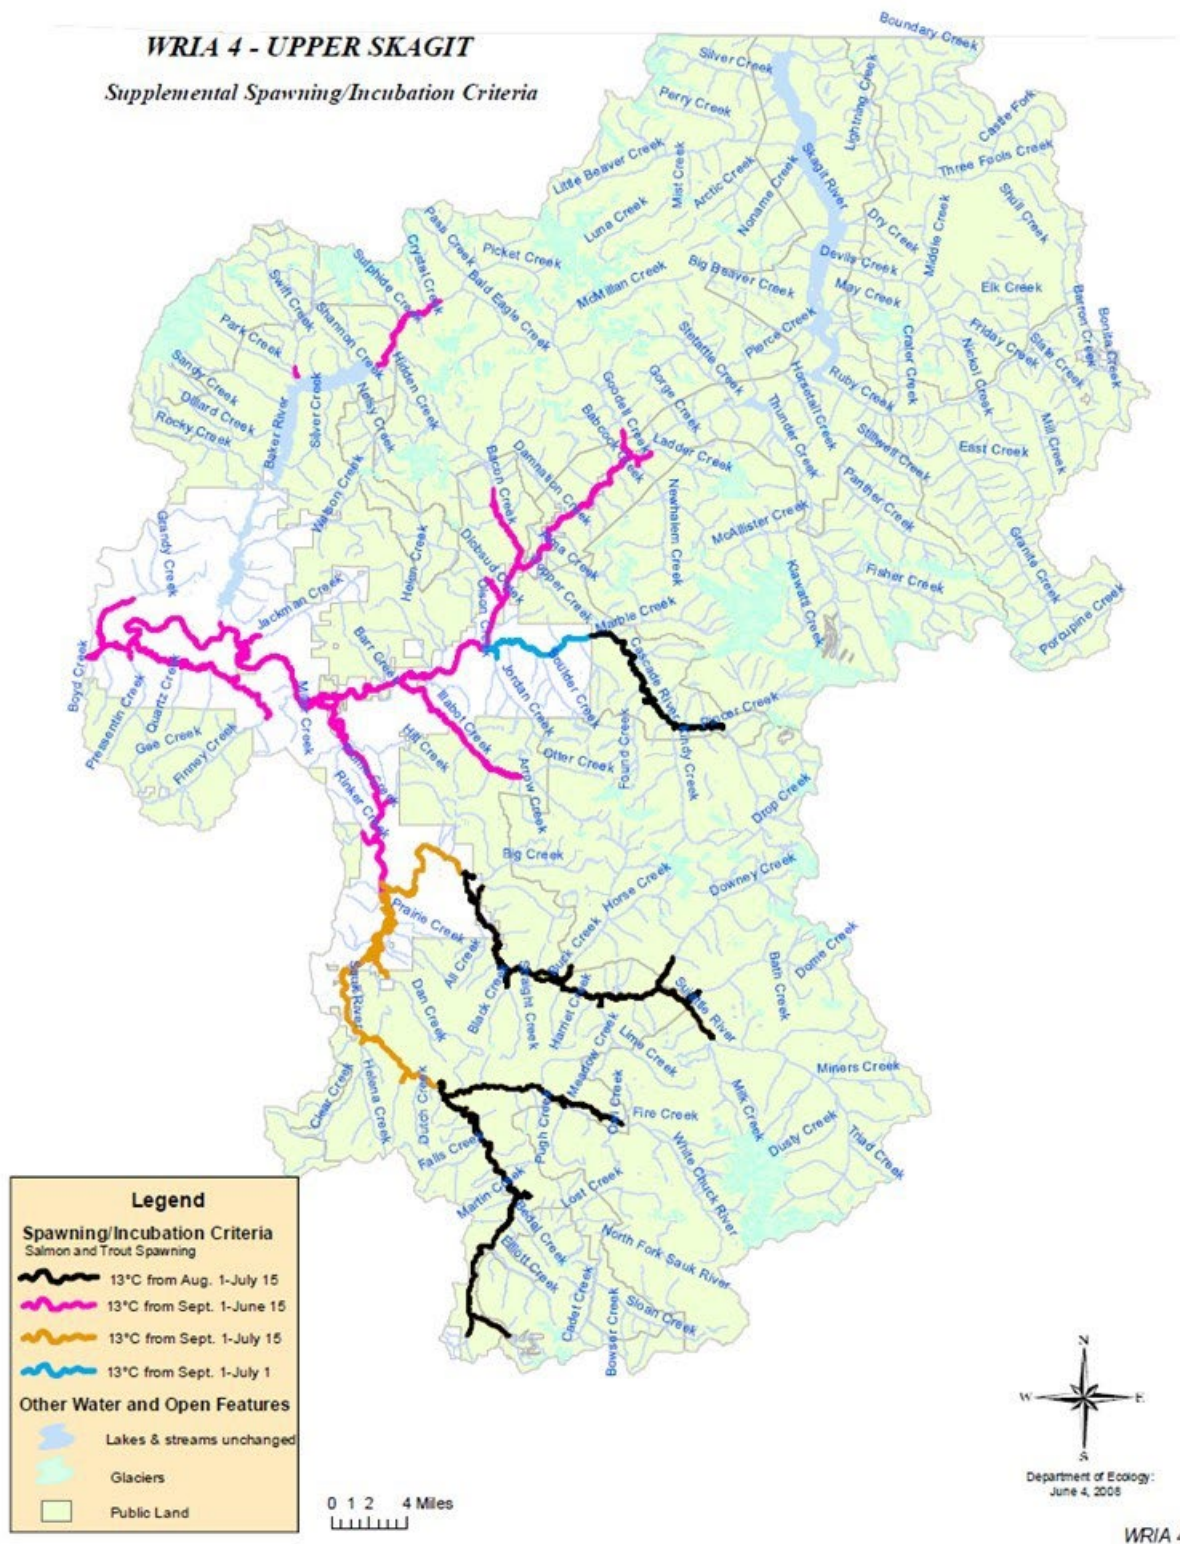 WRIA 4 - UPPER SKAGIT
Supplemental Spawning/Incubation Criteria
Boundary Creek
Silver Creek
Lightning Creek
Perry Creek
Castle Fork
Three Fools Creek
Little Beaver Creek
Mist Creek
Arctic Creek
Noname Creek
Skagit River
Shull Creek
Luna Creek
Dry Creek
Middle Creek
Pass Creek
Picket Creek
Crystal Creek
Sulphide Creek
Bald Eagle Creek
McMillan Creek
Big Beaver Creek
Devils Creek
May Creek
Elk Creek
Barron Creek
Bonita Creek
Swift Creek
Shannon Creek
Park Creek
Hidden Creek
Stetattle Creek
Pierce Creek
Crater Creek
Friday Creek
Slate Creek
Nickol Creek
Sandy Creek
Dillard Creek
Rocky Creek
Baker River
Silver Creek
Noisy Creek
Goodell Creek
Babcock Creek
Gorge Creek
Horsetail Creek
Ruby Creek
Thunder Creek
Ladder Creek
Stillwell Creek
East Creek
Mill Creek
Bacon Creek
Damnation Creek
Watson Creek
Newhalem Creek
Panther Creek
McAllister Creek
Granite Creek
Grandy Creek
Helen Creek
Diobsud Creek
Copper Creek
Fisher Creek
Klawatti Creek
Jackman Creek
Olson Creek
Marble Creek
Porcupine Creek
Boyd Creek
Barr Creek
Cascade River
Jordan Creek
Boulder Creek
Illabot Creek
Pressentin Creek
Quartz Creek
Gee Creek
Finney Creek
Hill Creek
Rinker Creek
Arrow Creek
Otter Creek
Found Creek
Drop Creek
Big Creek
Horse Creek
Downey Creek
Prairie Creek
All Creek
Buck Creek
Dome Creek
Bath Creek
Sauk River
Dan Creek
Black Creek
Straight Creek
Harriet Creek
Suiattle River
Meadow Creek
Lime Creek
Miners Creek
Clear Creek
Helena Creek
Dutch Creek
Pugh Creek
Fire Creek
Milk Creek
Dusty Creek
Triad Creek
Falls Creek
White Chuck River
Martin Creek
Lost Creek
Bedal Creek
Elliott Creek
North Fork Sauk River
Cadet Creek
Bowser Creek
Sloan Creek
Legend
Spawning/Incubation Criteria
Salmon and Trout Spawning
13°C from Aug. 1-July 15
13°C from Sept. 1-June 15
13°C from Sept. 1-July 15
13°C from Sept. 1-July 1
Other Water and Open Features
Lakes & streams unchanged
Glaciers
Public Land
0 1 2 4 Miles
N
W E
S
Department of Ecology:
June 4, 2008
WRIA 4